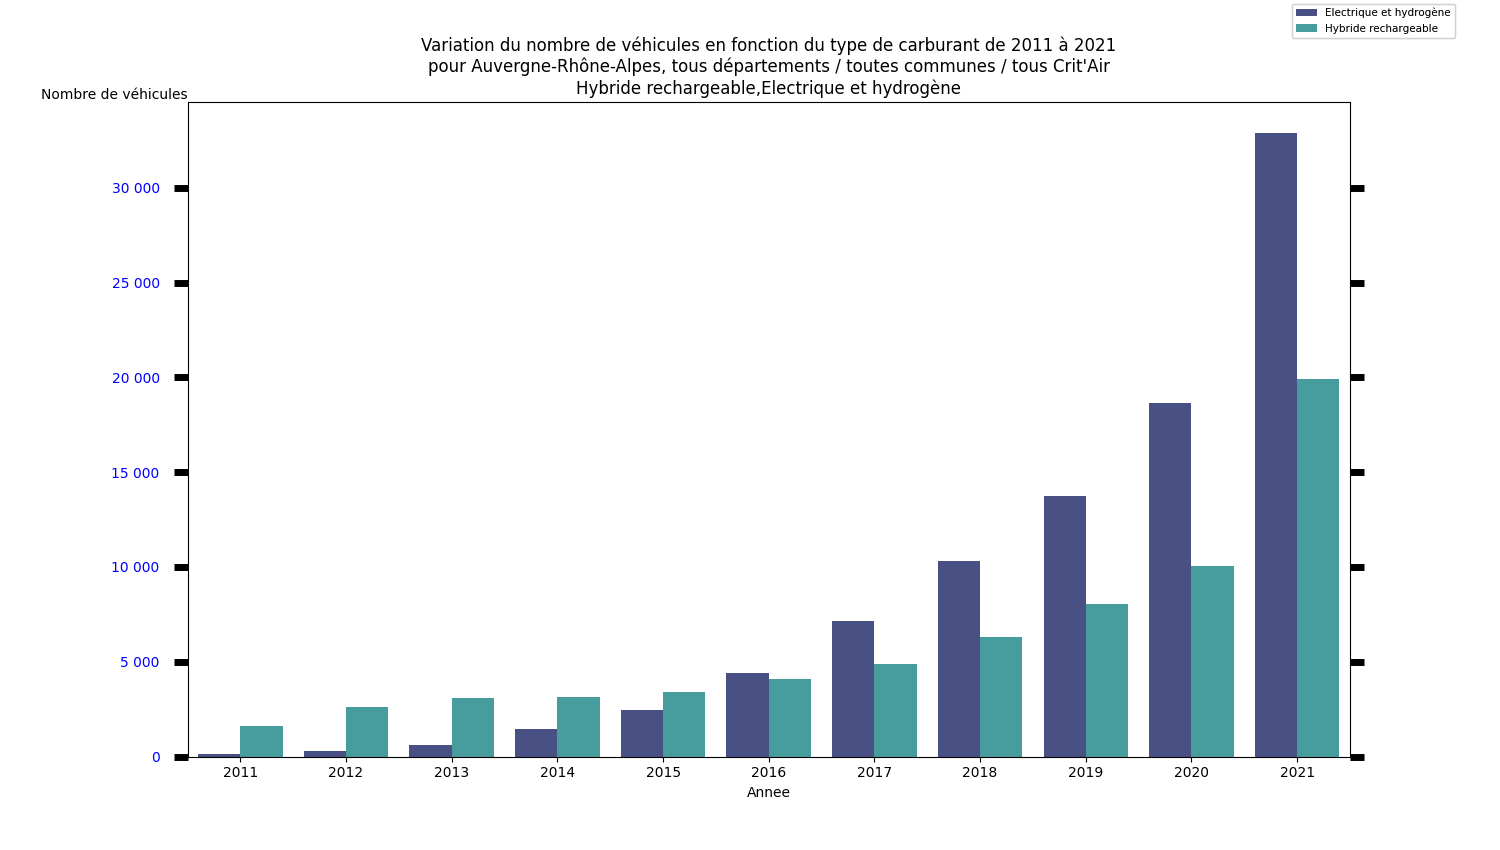 Electrique et hydrogène
Hybride rechargeable
Variation du nombre de véhicules en fonction du type de carburant de 2011 à 2021
pour Auvergne-Rhône-Alpes, tous départements / toutes communes / tous Crit'Air
Hybride rechargeable,Electrique et hydrogène
Nombre de véhicules
30 000
25 000
20 000
15 000
10 000
5 000
0
2011 2012 2013 2014 2015 2016 2017 2018 2019 2020 2021
Annee